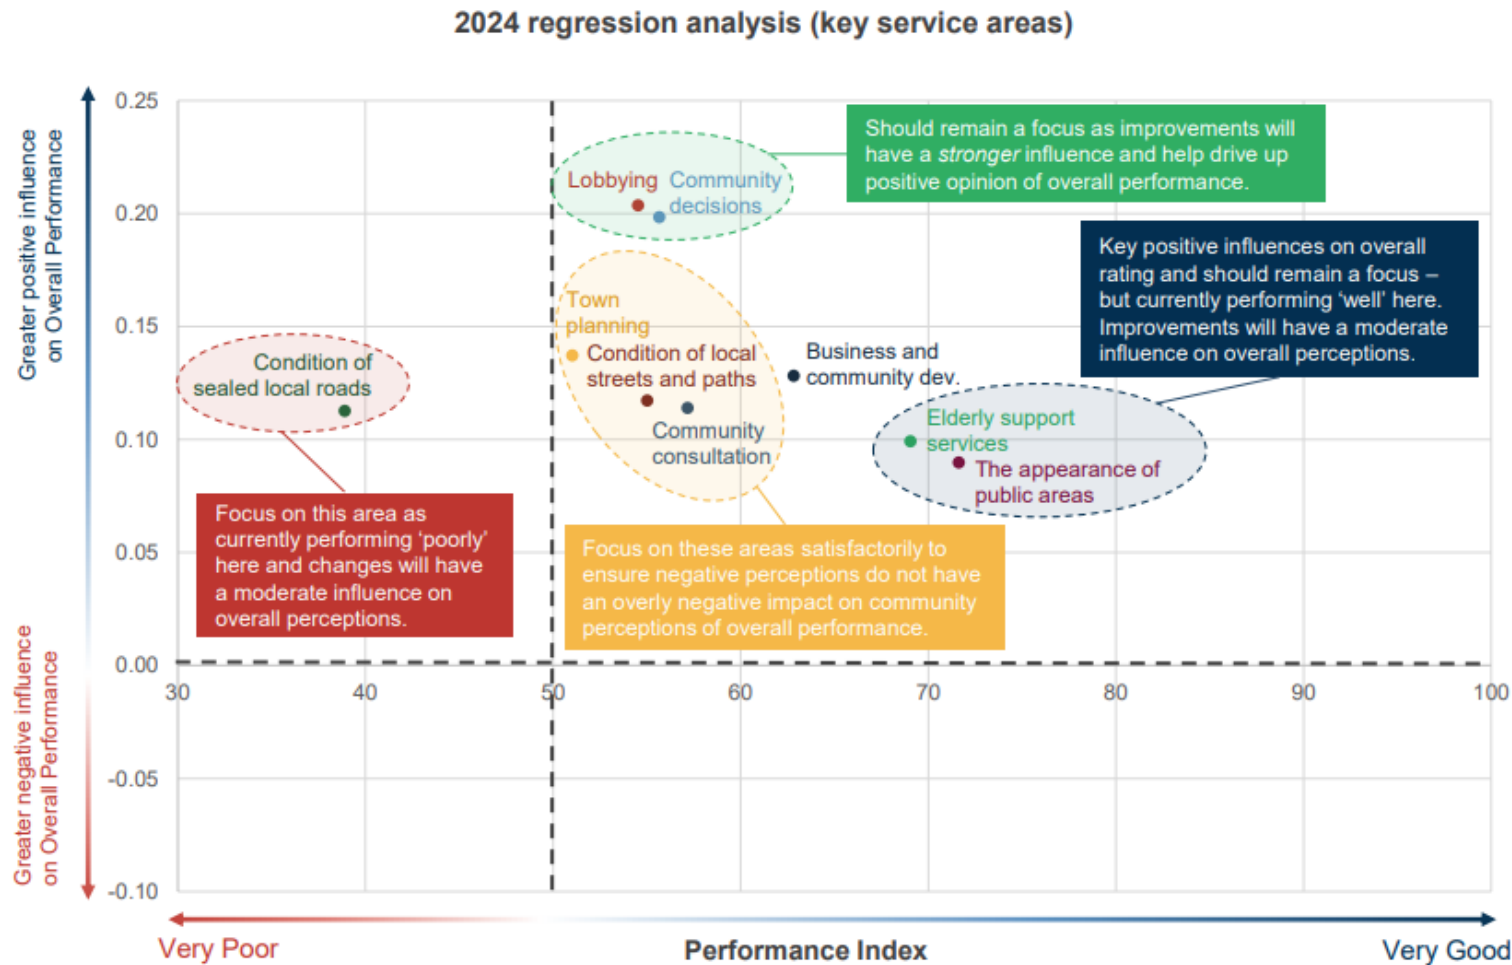 2024 regression analysis (key service areas)
Greater positive influence
on Overall Performance
Greater negative influence
on Overall Performance
0.25
0.20
0.15
0.10
0.05
0.00
-0.05
-0.10
Should remain a focus as improvements will
have a stronger influence and help drive up
positive opinion of overall performance.
Lobbying
Community
decisions
Key positive influences on overall
rating and should remain a focus –
but currently performing ‘well’ here.
Improvements will have a moderate
influence on overall perceptions.
Town
planning
Condition of local
streets and paths
Community
consultation
Business and
community dev.
Condition of
sealed local roads
Elderly support
services
The appearance of
public areas
Focus on this area as
currently performing ‘poorly’
here and changes will have
a moderate influence on
overall perceptions.
Focus on these areas satisfactorily to
ensure negative perceptions do not have
an overly negative impact on community
perceptions of overall performance.
30
40
50
60
70
80
90
100
Very Poor
Performance Index
Very Good